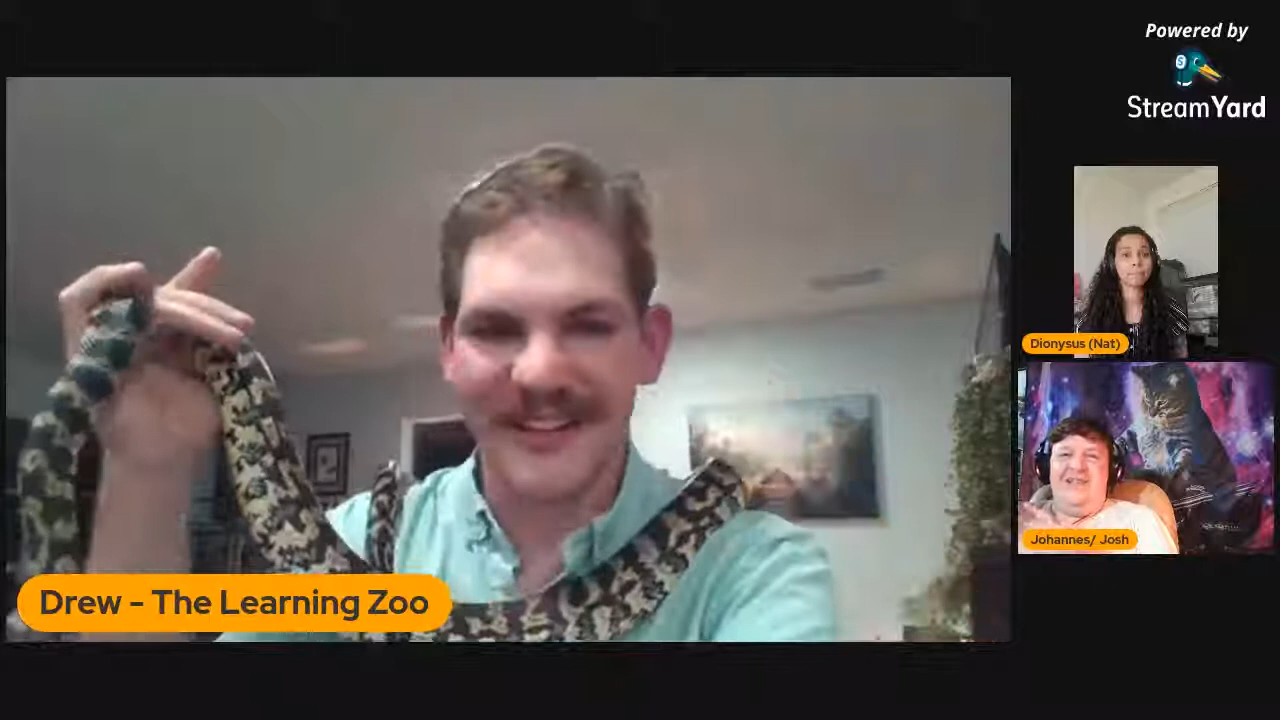 Powered by
StreamYard
Dionysus (Nat)
Johannes/ Josh
Drew - The Learning Zoo